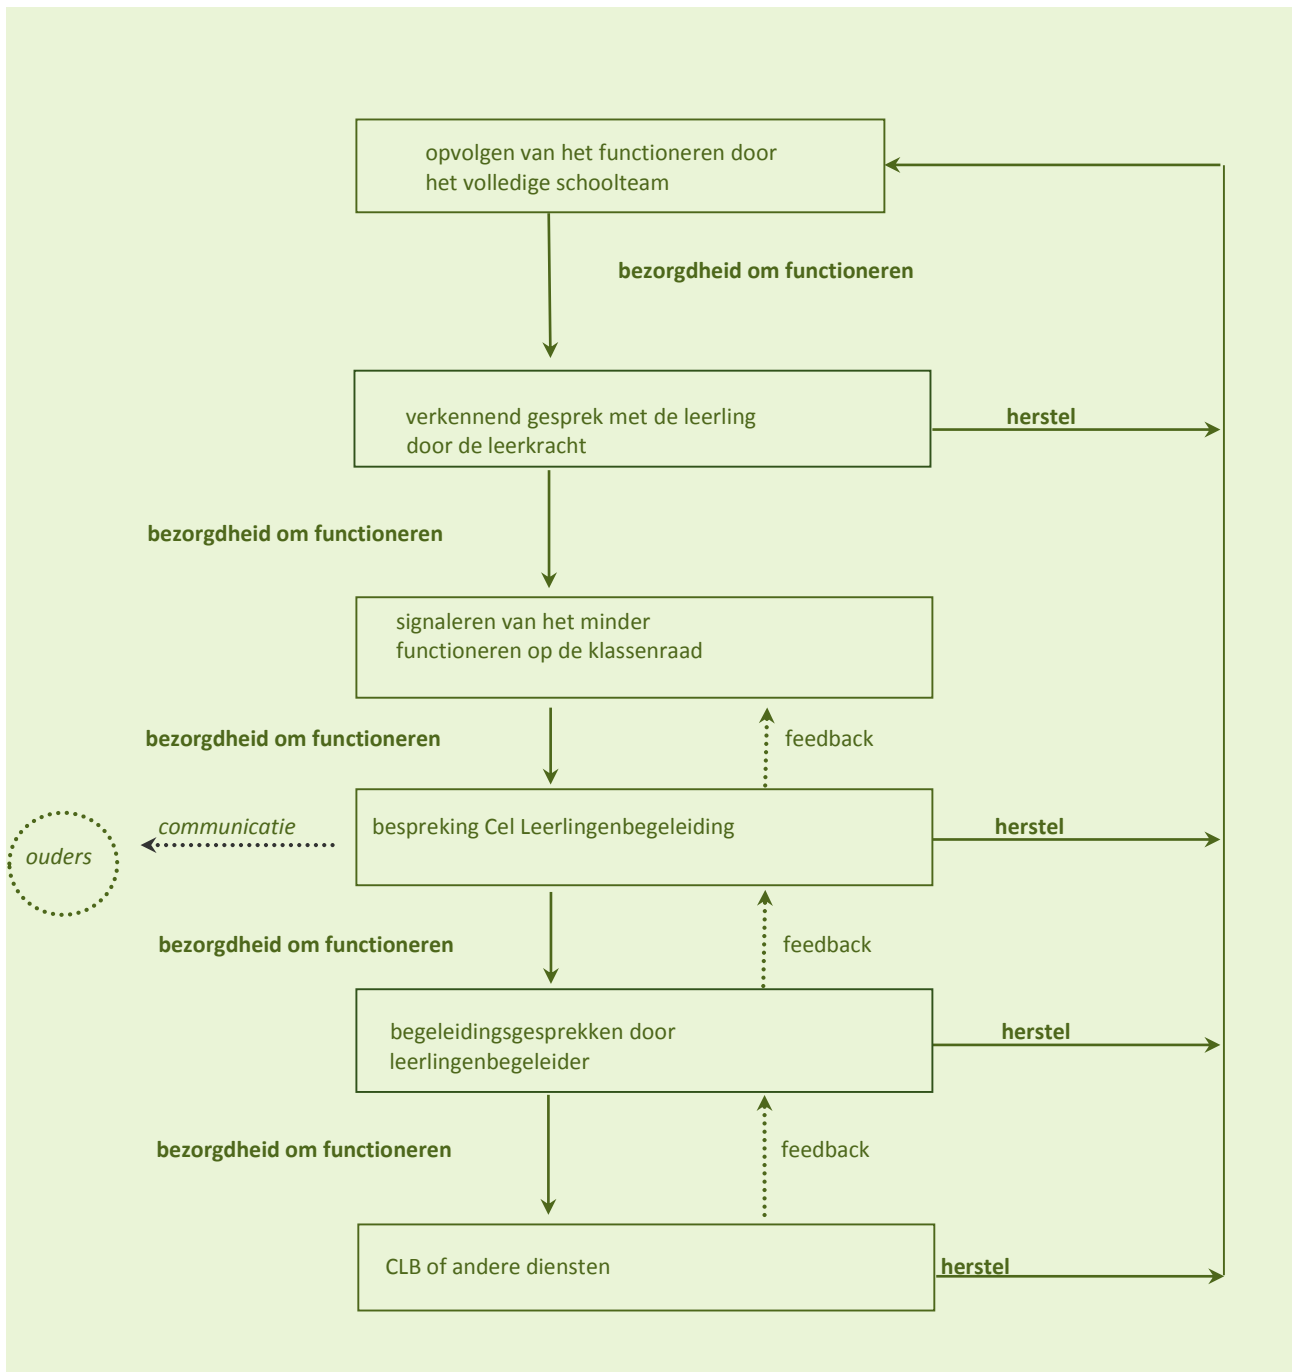 opvolgen van het functioneren door
het volledige schoolteam
bezorgdheid om functioneren
verkennend gesprek met de leerling
door de leerkracht
herstel
bezorgdheid om functioneren
signaleren van het minder
functioneren op de klassenraad
bezorgdheid om functioneren
feedback
ouders
communicatie
bespreking Cel Leerlingenbegeleiding
herstel
bezorgdheid om functioneren
feedback
begeleidingsgesprekken door
leerlingenbegeleider
herstel
bezorgdheid om functioneren
feedback
CLB of andere diensten
herstel